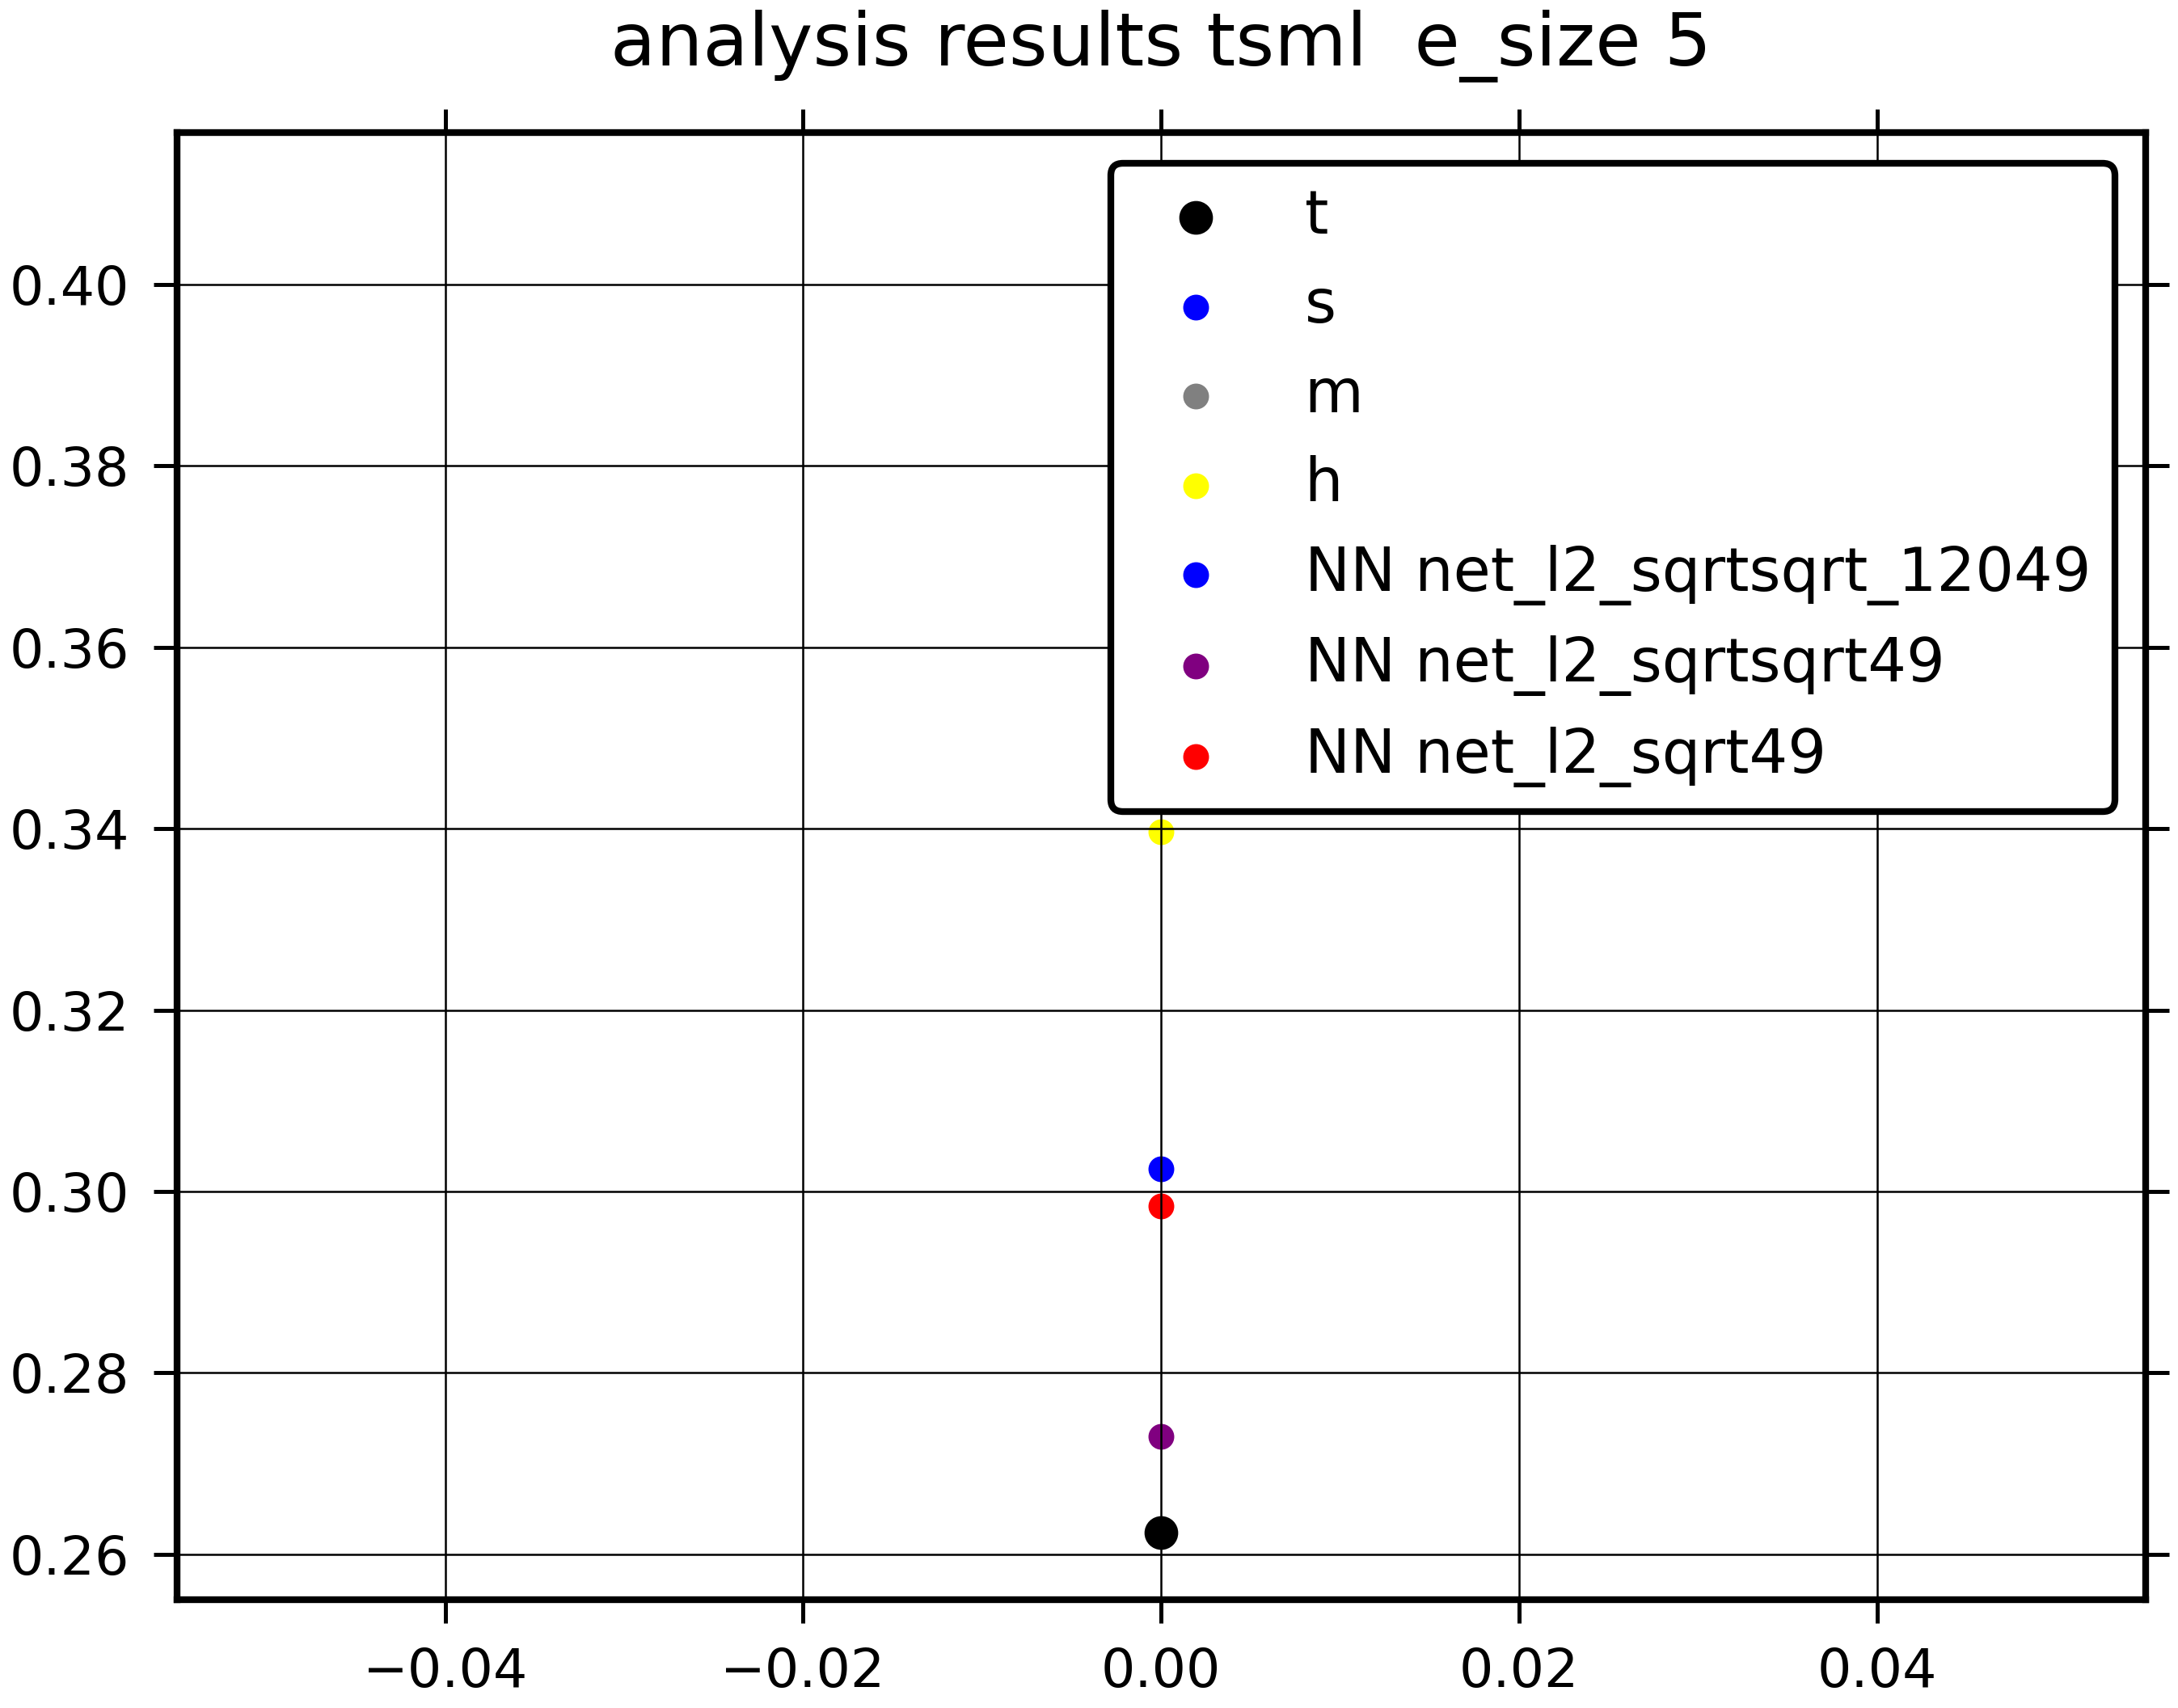 analysis results tsml  e_size 5
t
s
m
h
NN net_l2_sqrtsqrt_12049
NN net_l2_sqrtsqrt49
NN net_l2_sqrt49
0.40
0.38
0.36
0.34
0.32
0.30
0.28
0.26
−0.04 −0.02 0.00 0.02 0.04